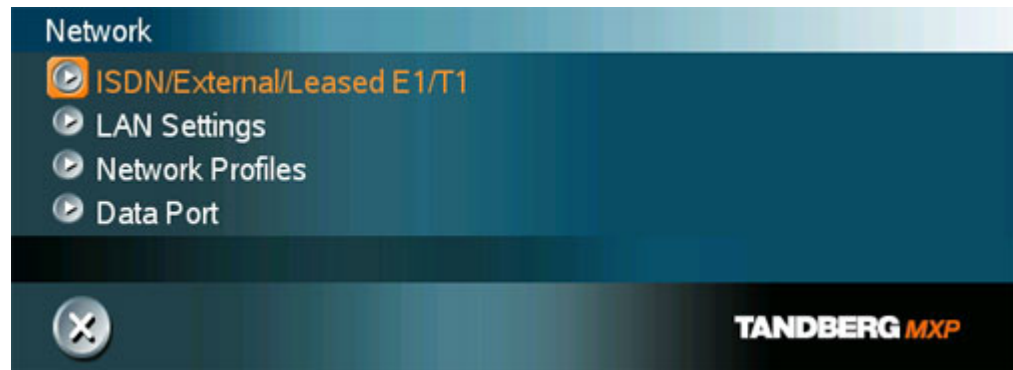 Network
ISDN/External/Leased E1/T1
LAN Settings
Network Profiles
Data Port
TANDBERG MXP